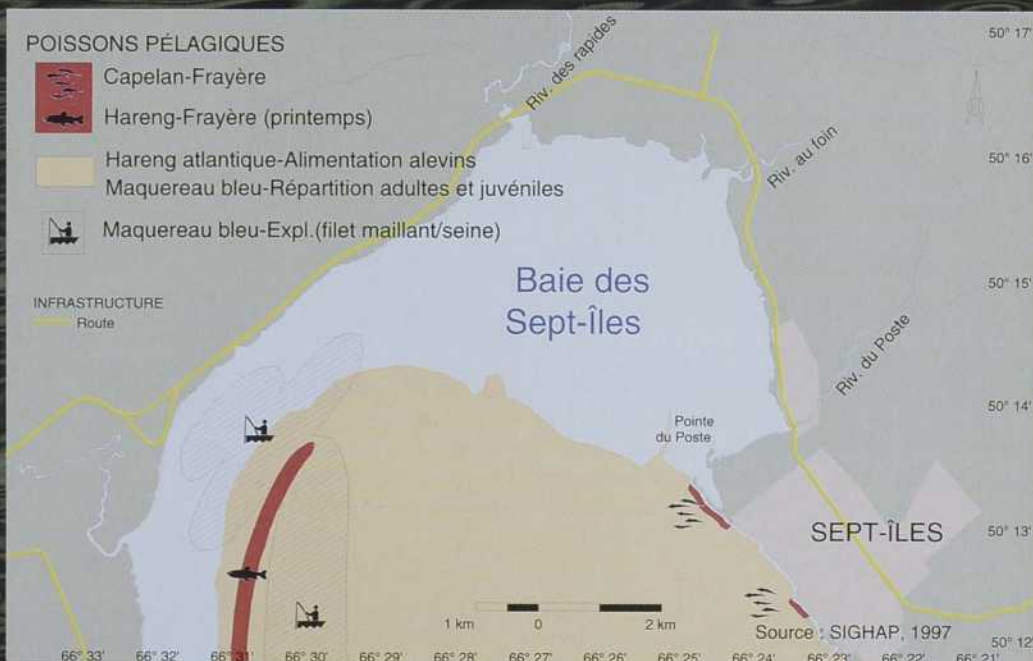 POISSONS PÉLAGIQUES
Capelan-Frayère
Hareng-Frayère (printemps)
Hareng atlantique-Alimentation alevins
Maquereau bleu-Répartition adultes et juvéniles
Maquereau bleu-Expl.(filet maillant/seine)
INFRASTRUCTURE
Route
Riv. des rapides
Riv. au foin
Baie des
Sept-Îles
Riv. du Poste
Pointe
du Poste
SEPT-ÎLES
1 km 0 2 km
Source : SIGHAP, 1997
50° 17'
50° 16'
50° 15'
50° 14'
50° 13'
50° 12'
66° 33' 66° 32' 66° 31' 66° 30' 66° 29' 66° 28' 66° 27' 66° 26' 66° 25' 66° 24' 66° 23' 66° 22' 66° 21'